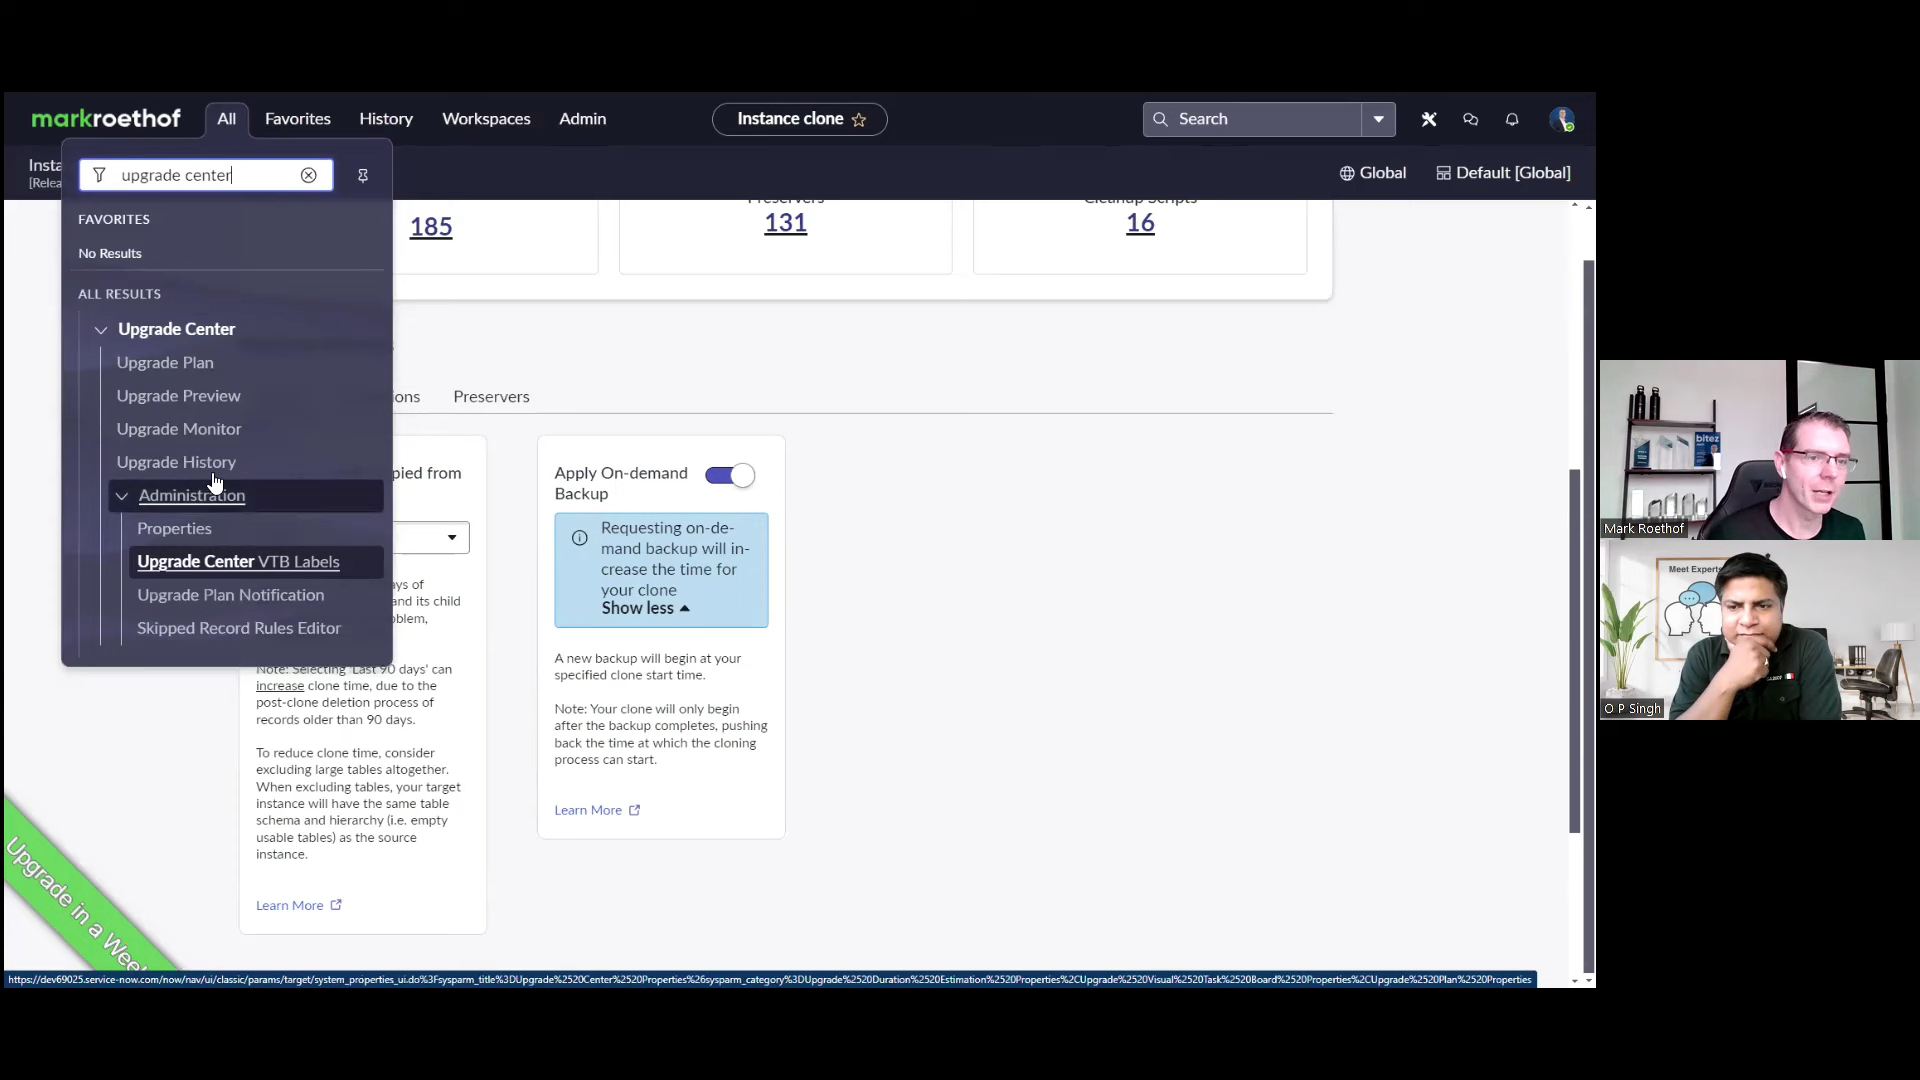 markroethof
All
Favorites
History
Workspaces
Admin
Instance clone
Search
Insta
[Relea
Global
Default [Global]
upgrade center
FAVORITES
No Results
ALL RESULTS
Upgrade Center
Upgrade Plan
Upgrade Preview
Upgrade Monitor
Upgrade History
Administration
Properties
Upgrade Center VTB Labels
Upgrade Plan Notification
Skipped Record Rules Editor
185
Preservers
131
Cleanup Scripts
16
ions
Preservers
pied from
ays of
and its child
oblem,
Note: Selecting 'Last 90 days' can
increase clone time, due to the
post-clone deletion process of
records older than 90 days.
To reduce clone time, consider
excluding large tables altogether.
When excluding tables, your target
instance will have the same table
schema and hierarchy (i.e. empty
usable tables) as the source
instance.
Learn More
Apply On-demand
Backup
Requesting on-de-
mand backup will in-
crease the time for
your clone
Show less
A new backup will begin at your
specified clone start time.
Note: Your clone will only begin
after the backup completes, pushing
back the time at which the cloning
process can start.
Learn More
Upgrade in a Wee
https://dev69025.service-now.com/now/nav/ui/classic/params/target/system_properties_ui.do%3Fsysparm_title%3DUpgrade%2520Center%2520Properties%26sysparm_category%3DUpgrade%2520Duration%2520Estimation%2520Properties%2CUpgrade%2520Visual%2520Task%2520Board%2520Properties%2CUpgrade%2520Plan%2520Properties
bitez
Mark Roethof
Meet Experts
O P Singh